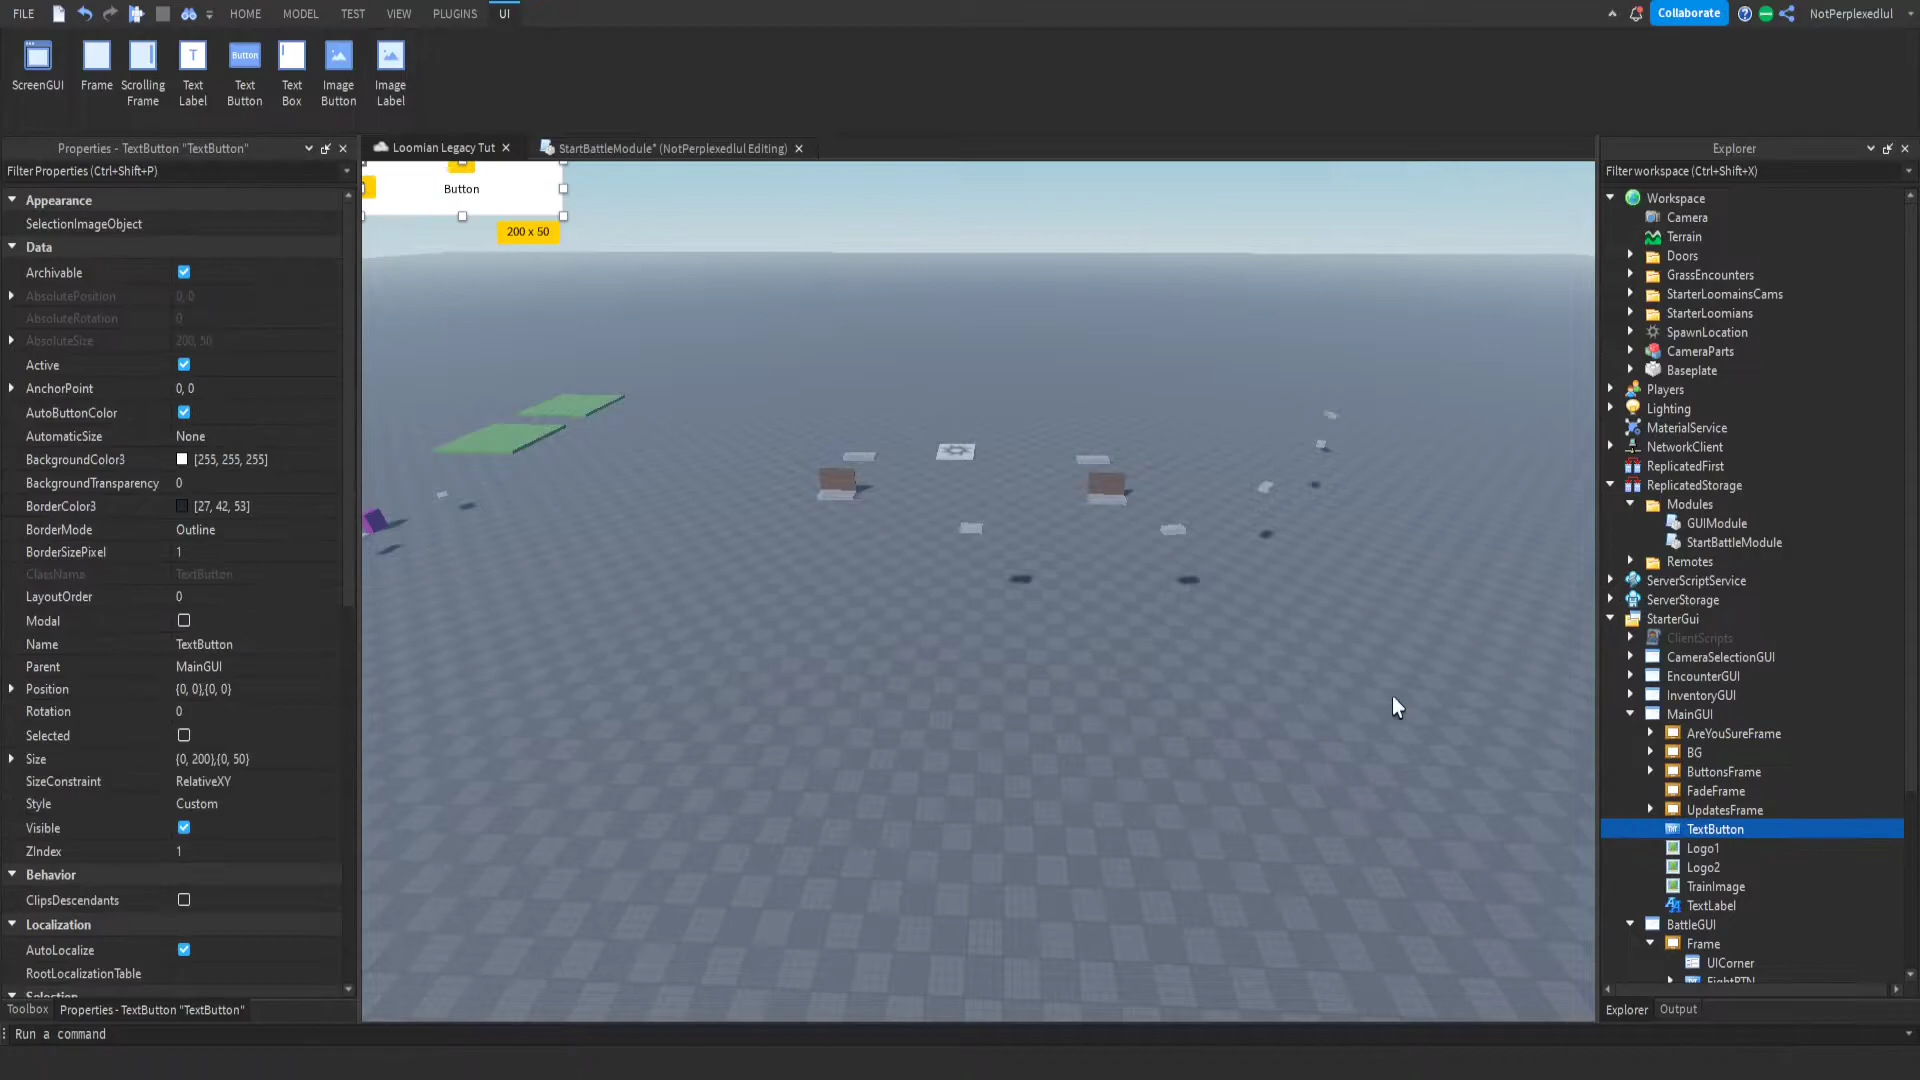 FILE HOME MODEL TEST VIEW PLUGINS UI Collaborate NotPerplexedlul
ScreenGUI
Frame
Scrolling
Frame
Text
Label
Button
Text
Button
Text
Box
Image
Button
Image
Label
Properties - TextButton "TextButton"
Filter Properties (Ctrl+Shift+P)
Appearance
SelectionImageObject
Data
Archivable
AbsolutePosition 0, 0
AbsoluteRotation 0
AbsoluteSize 200, 50
Active
AnchorPoint 0, 0
AutoButtonColor
AutomaticSize None
BackgroundColor3 [255, 255, 255]
BackgroundTransparency 0
BorderColor3 [27, 42, 53]
BorderMode Outline
BorderSizePixel 1
ClassName TextButton
LayoutOrder 0
Modal
Name TextButton
Parent MainGUI
Position {0, 0},{0, 0}
Rotation 0
Selected
Size {0, 200},{0, 50}
SizeConstraint RelativeXY
Style Custom
Visible
ZIndex 1
Behavior
ClipsDescendants
Localization
AutoLocalize
RootLocalizationTable
Selection
Toolbox Properties - TextButton "TextButton"
Run a command
Loomian Legacy Tut StartBattleModule* (NotPerplexedlul Editing)
Button
200 x 50
Explorer
Filter workspace (Ctrl+Shift+X)
Workspace
Camera
Terrain
Doors
GrassEncounters
StarterLoomainsCams
StarterLoomians
SpawnLocation
CameraParts
Baseplate
Players
Lighting
MaterialService
NetworkClient
ReplicatedFirst
ReplicatedStorage
Modules
GUIModule
StartBattleModule
Remotes
ServerScriptService
ServerStorage
StarterGui
ClientScripts
CameraSelectionGUI
EncounterGUI
InventoryGUI
MainGUI
AreYouSureFrame
BG
ButtonsFrame
FadeFrame
UpdatesFrame
TextButton
Logo1
Logo2
TrainImage
TextLabel
BattleGUI
Frame
UICorner
FightBTN
Explorer Output